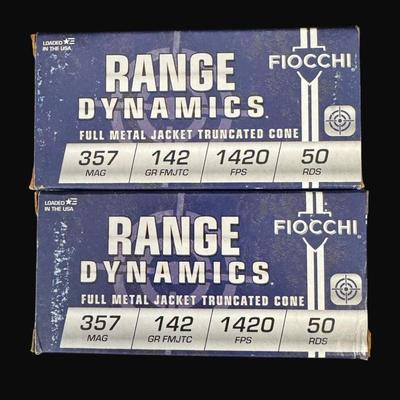 LOADED IN THE USA
RANGE
FIOCCHI
DYNAMICS
FULL METAL JACKET TRUNCATED CONE
357 142 1420 50
MAG GR FMJTC FPS RDS
LOADED IN THE USA
RANGE
FIOCCHI
DYNAMICS
FULL METAL JACKET TRUNCATED CONE
357 142 1420 50
MAG GR FMJTC FPS RDS